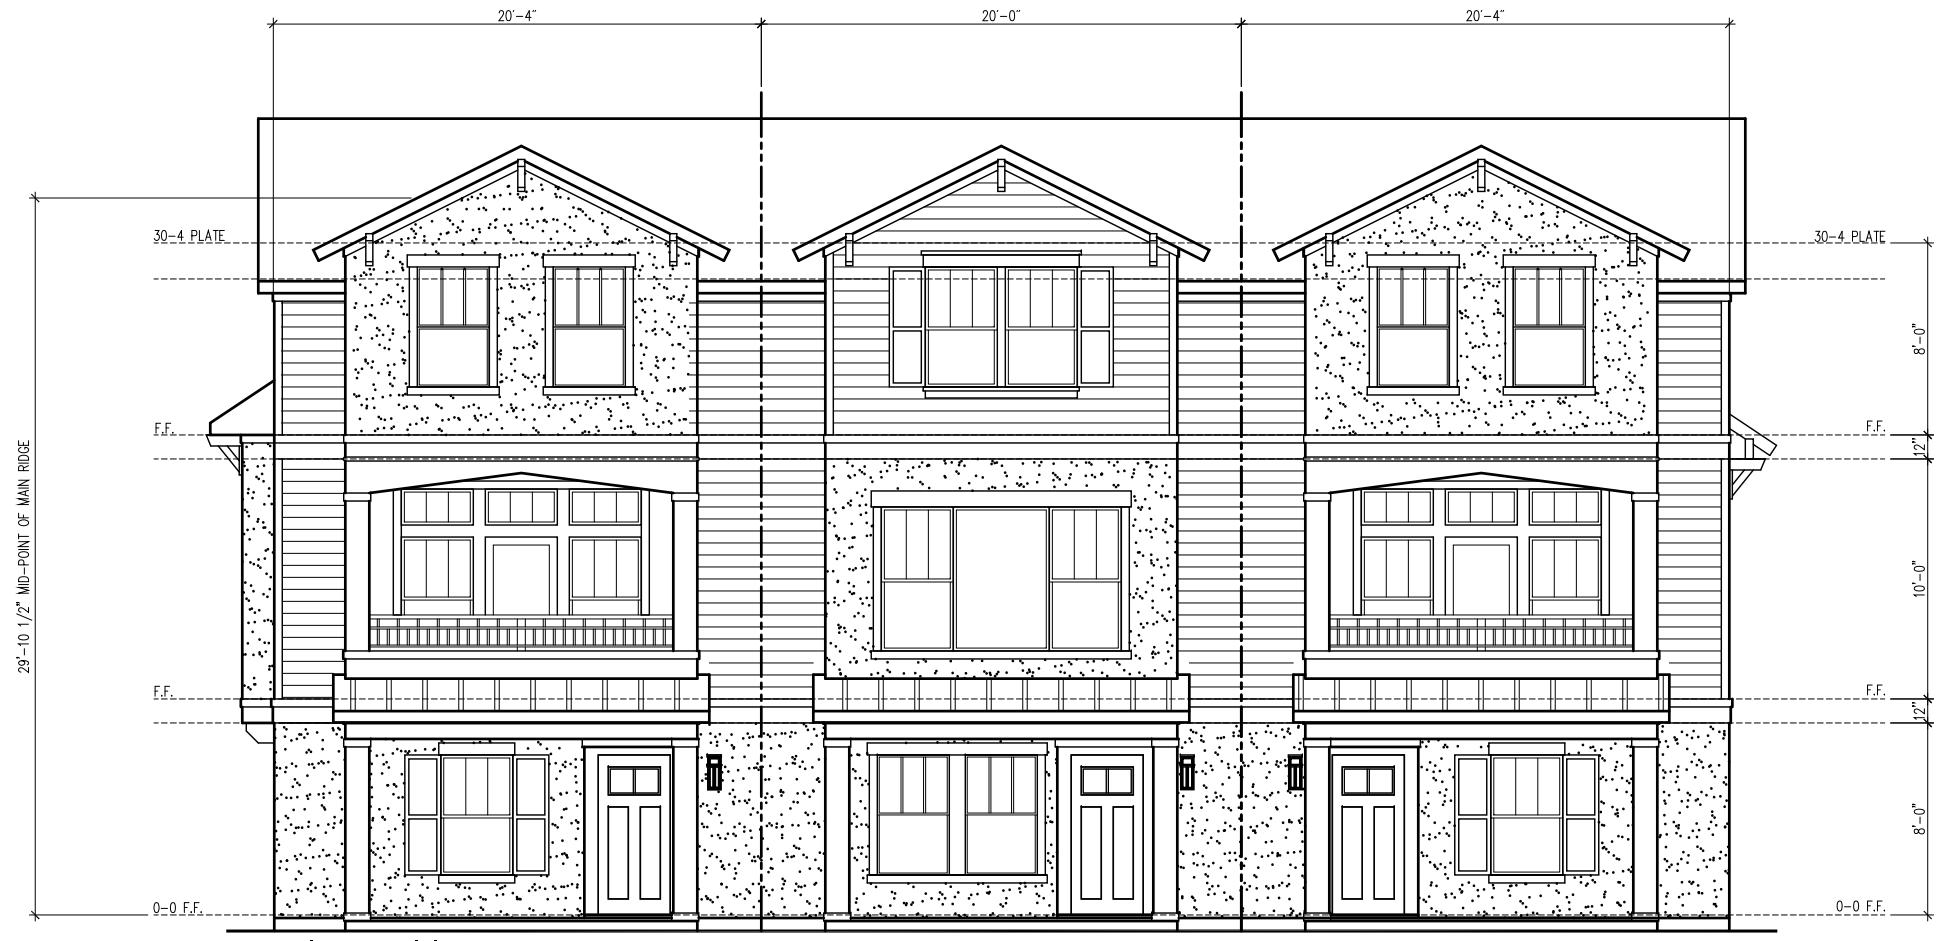 20'-4"
20'-0"
20'-4"
30-4 PLATE
30-4 PLATE
8'-0"
F.F.
F.F.
12"
29'-10 1/2" MID-POINT OF MAIN RIDGE
10'-0"
F.F.
F.F.
12"
8'-0"
0-0 F.F.
0-0 F.F.